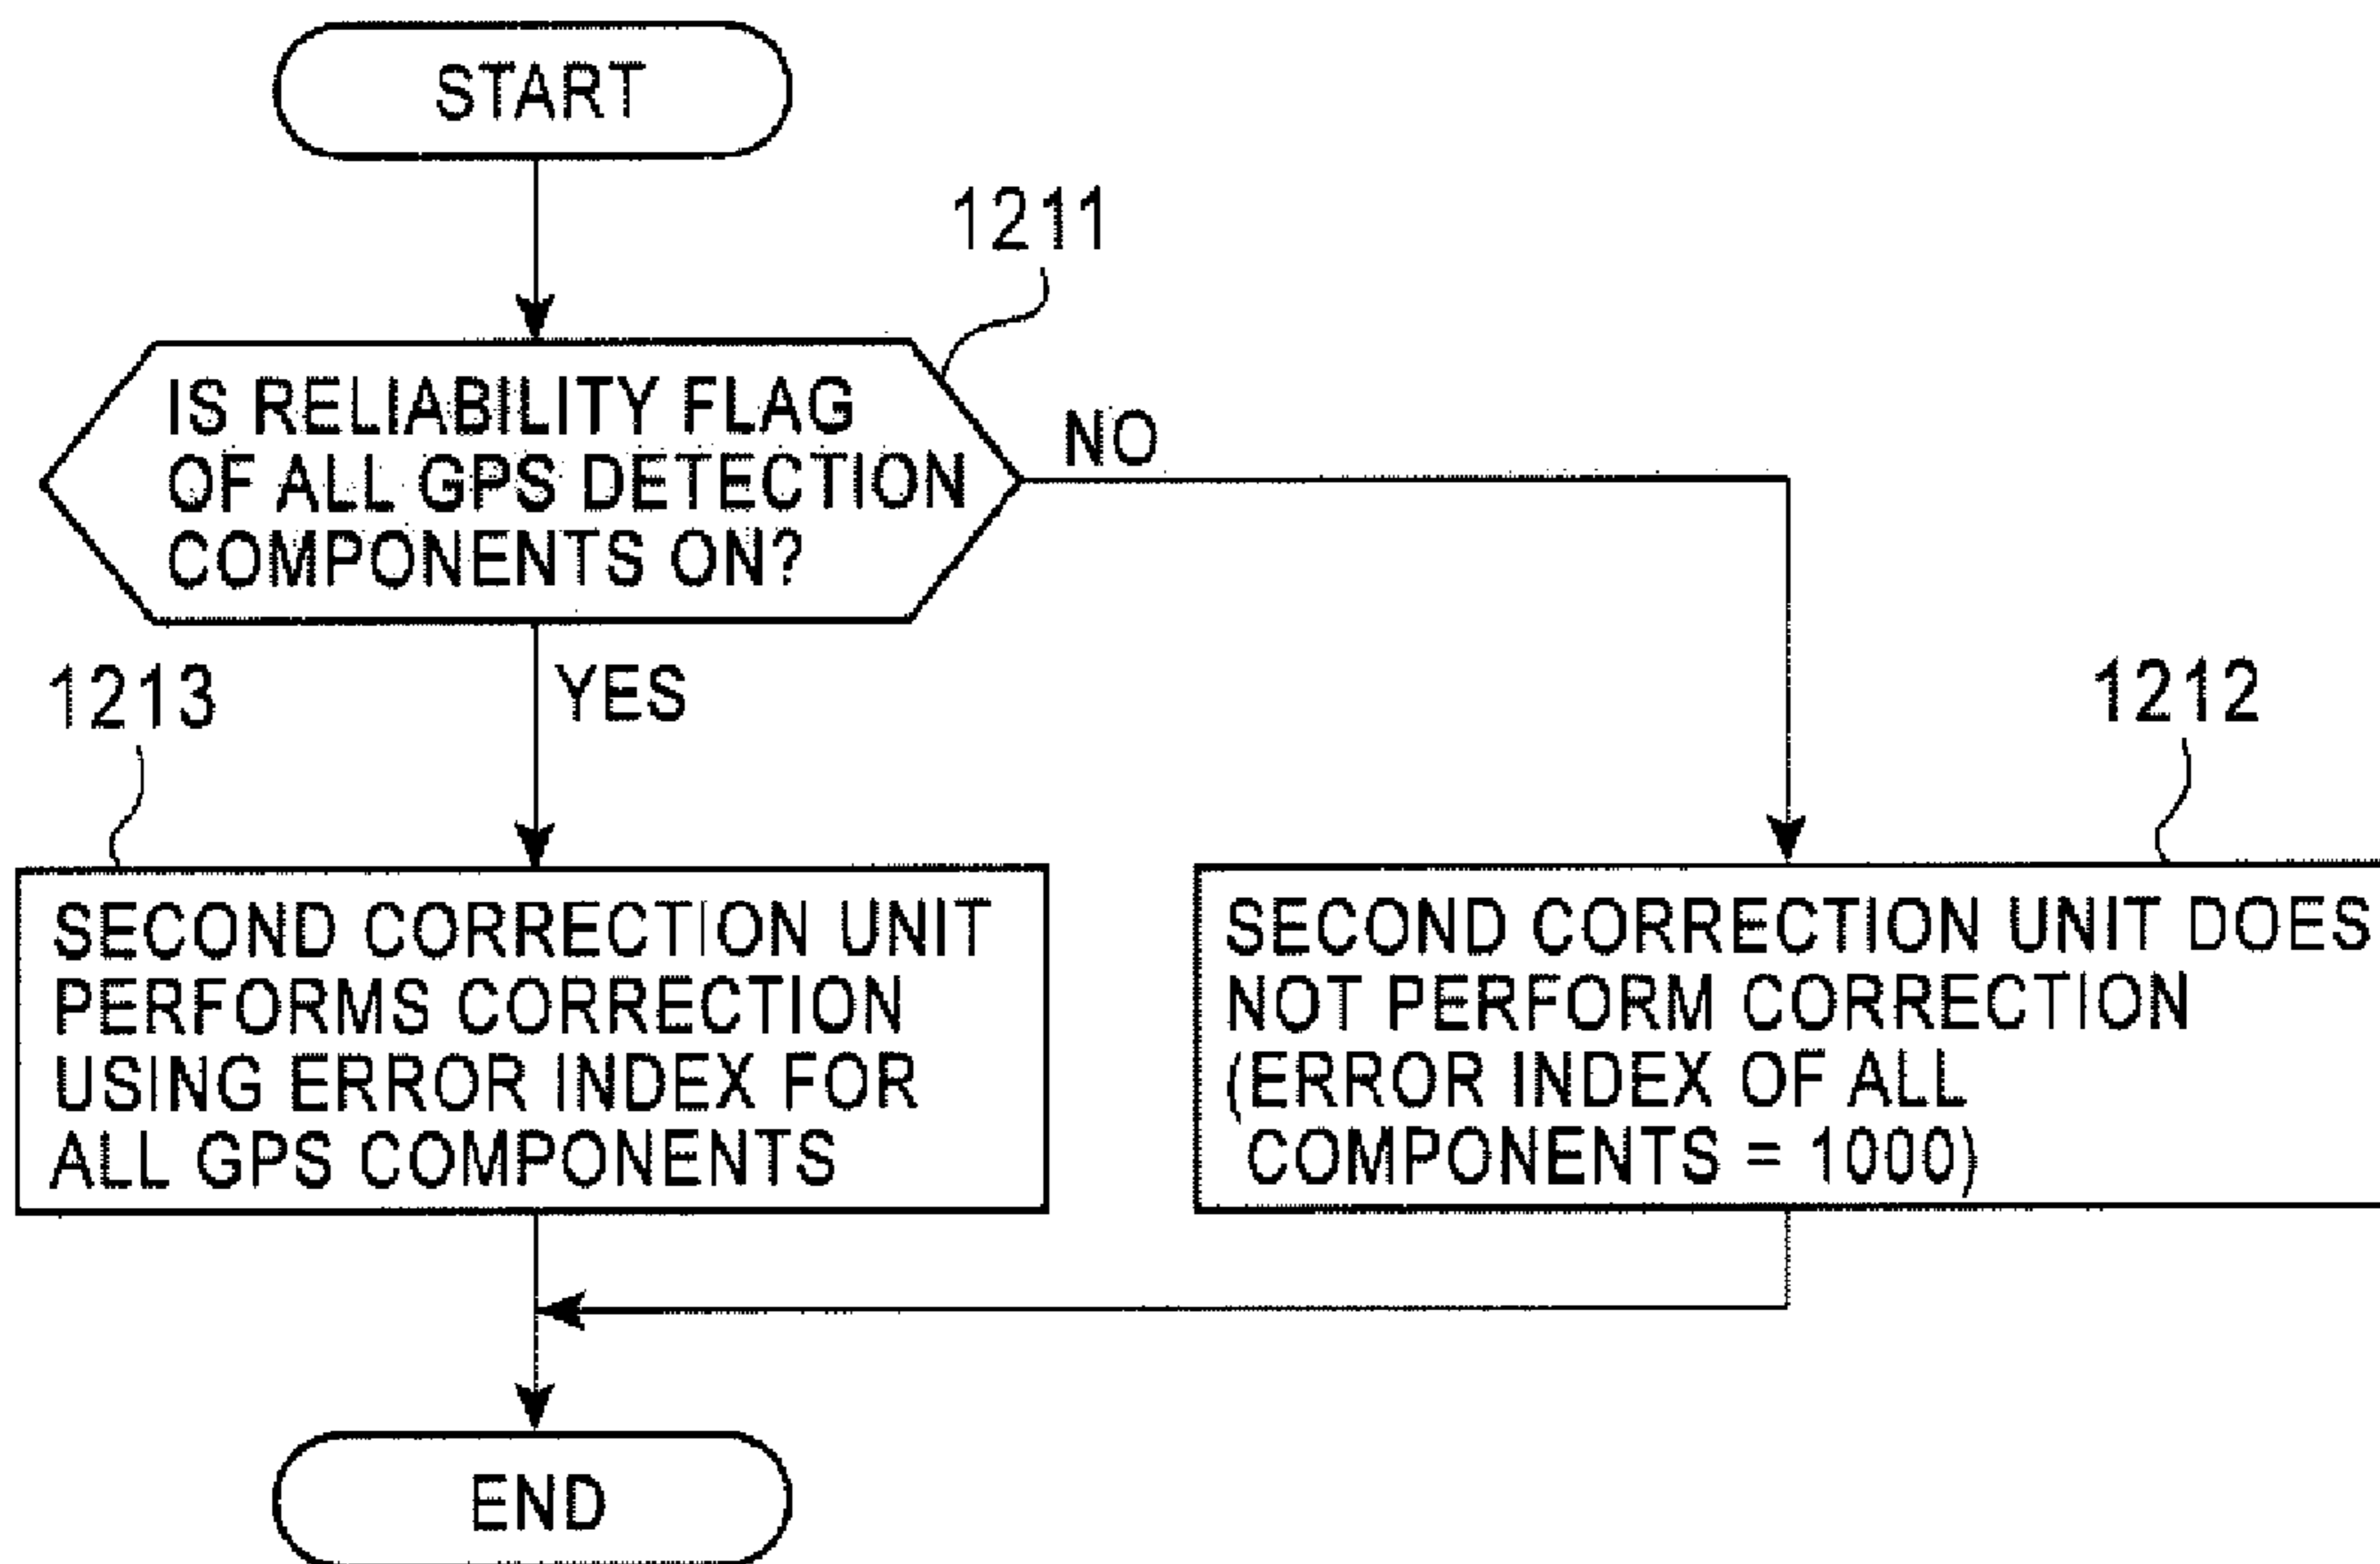 START
1211
IS RELIABILITY FLAG
OF ALL GPS DETECTION
COMPONENTS ON?
NO
YES
1213
1212
SECOND CORRECTION UNIT
PERFORMS CORRECTION
USING ERROR INDEX FOR
ALL GPS COMPONENTS
SECOND CORRECTION UNIT DOES
NOT PERFORM CORRECTION
(ERROR INDEX OF ALL
COMPONENTS = 1000)
END